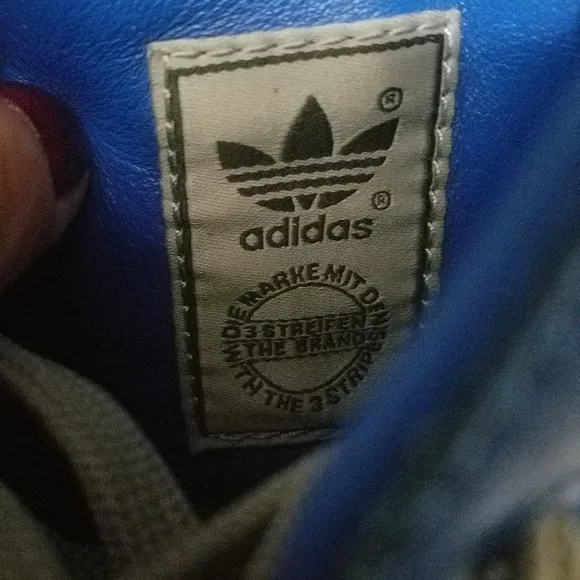 ®
®
adidas
DIE MARKE MIT DEN
3 STREIFEN
THE BRAND
WITH THE 3 STRIPES